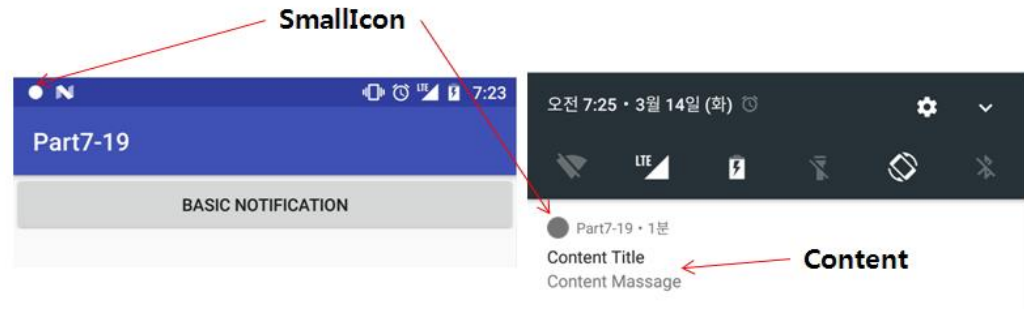 SmallIcon
LTE 7:23
Part7-19
BASIC NOTIFICATION
오전 7:25 • 3월 14일 (화)
LTE
Part7-19 • 1분
Content Title
Content Massage
Content